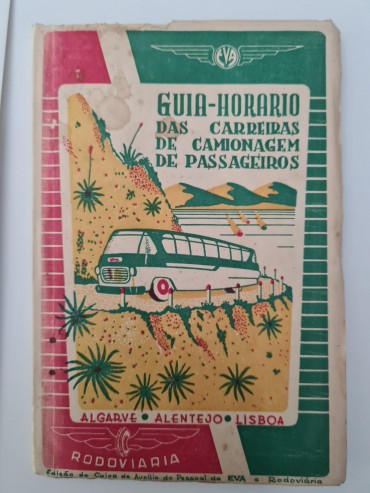 EVA
GUIA-HORARIO
DAS CARREIRAS
DE CAMIONAGEM
DE PASSAGEIROS
ALGARVE • ALENTEJO • LISBOA
RODOVIARIA
Edição da Caixa de Auxílio do Pessoal da EVA e Rodoviária